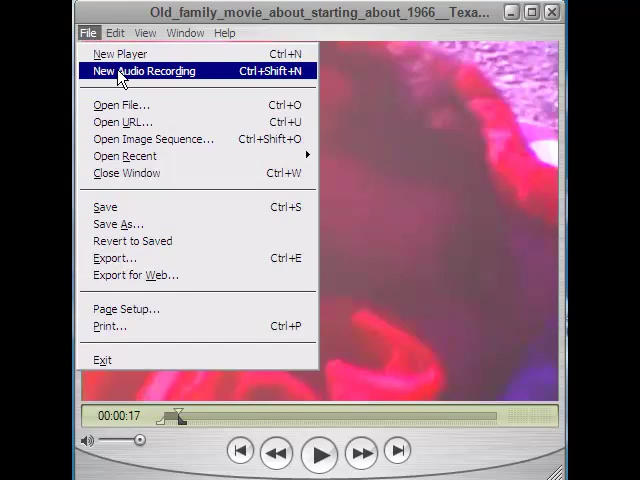 Old_family_movie_about_starting_about_1966__Texa...
File Edit View Window Help
New Player Ctrl+N
New Audio Recording Ctrl+Shift+N
Open File... Ctrl+O
Open URL... Ctrl+U
Open Image Sequence... Ctrl+Shift+O
Open Recent
Close Window Ctrl+W
Save Ctrl+S
Save As...
Revert to Saved
Export... Ctrl+E
Export for Web...
Page Setup...
Print... Ctrl+P
Exit
00:00:17